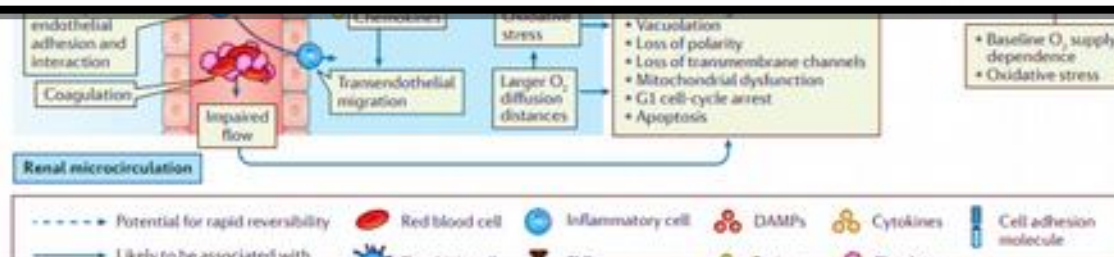 endothelial
adhesion and
interaction
Coagulation
Impaired
flow
Chemokines
Transendothelial
migration
Oxidative
stress
Larger O₂
diffusion
distances
• Vacuolation
• Loss of polarity
• Loss of transmembrane channels
• Mitochondrial dysfunction
• G1 cell-cycle arrest
• Apoptosis
• Baseline O₂ supply
dependence
• Oxidative stress
Renal microcirculation
Potential for rapid reversibility
Red blood cell
Inflammatory cell
DAMPs
Cytokines
Cell adhesion
molecule
Likely to be associated with